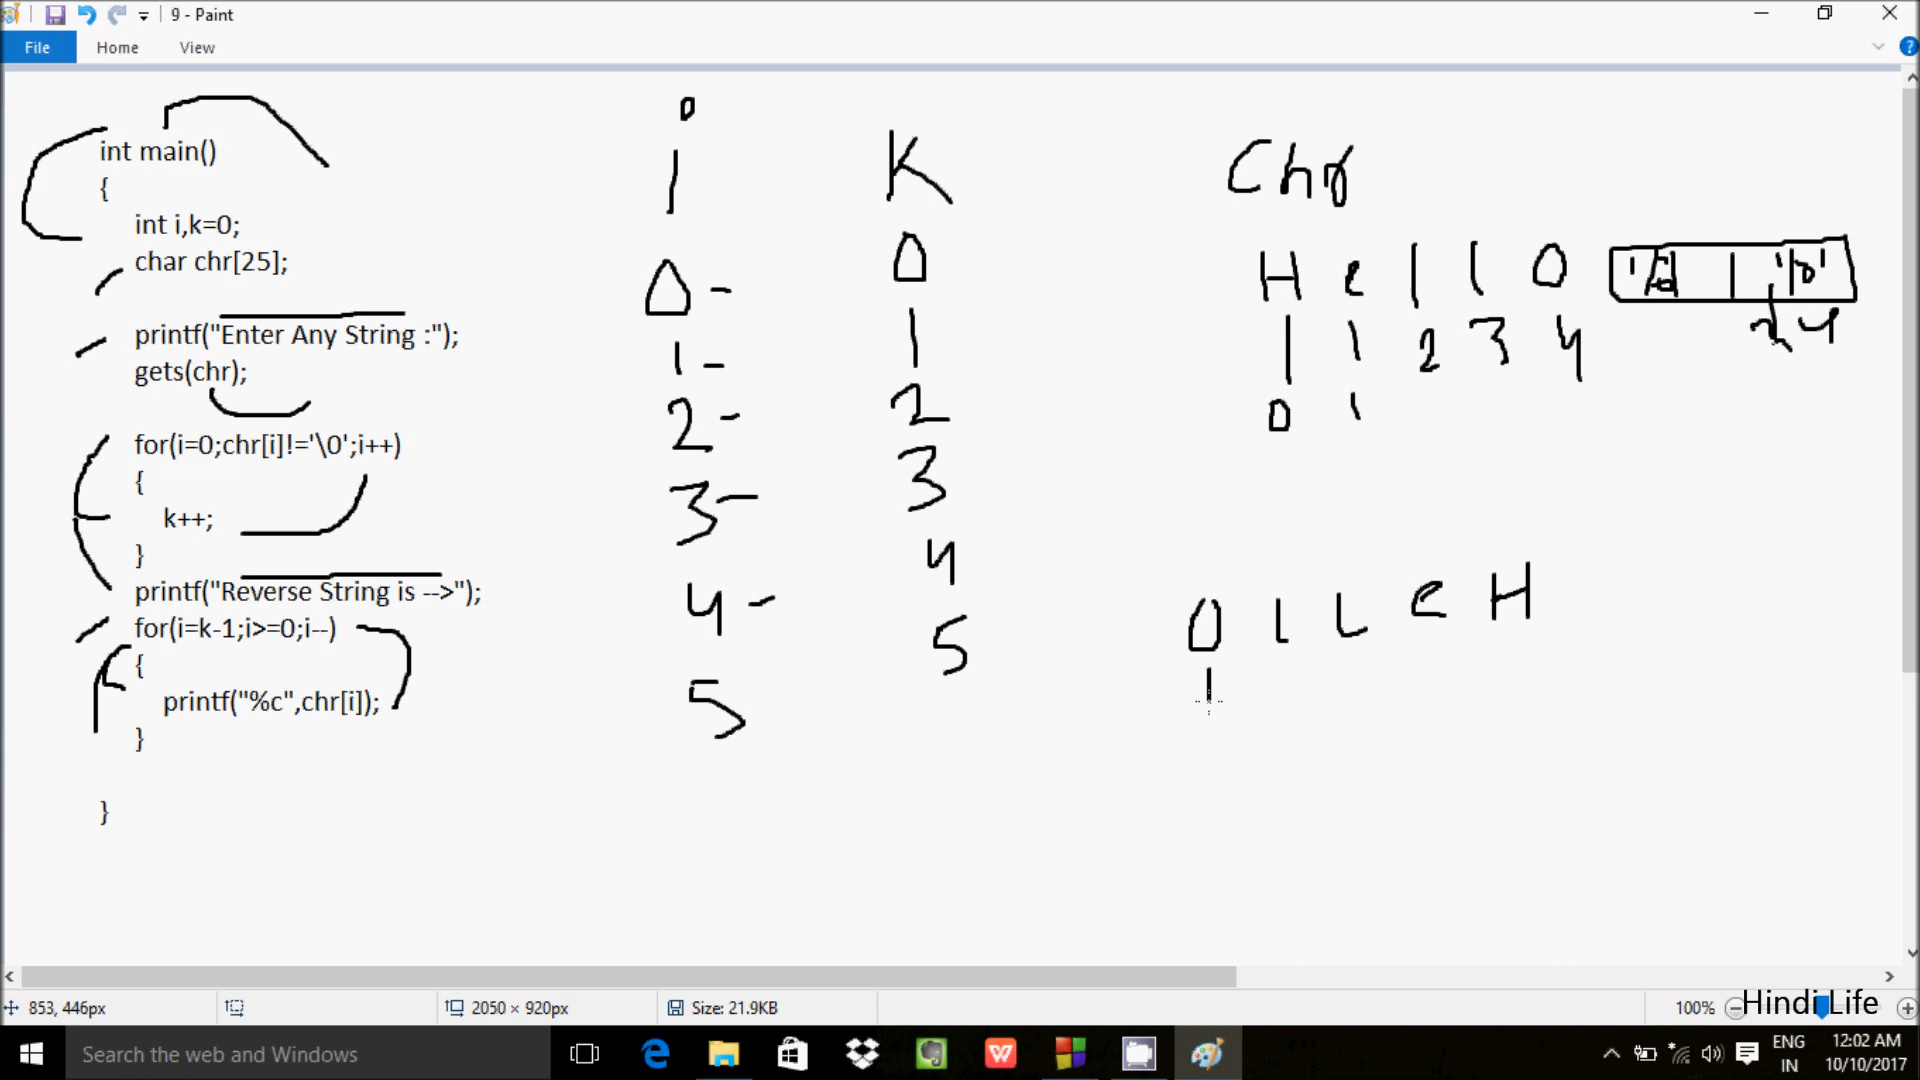 9 - Paint
File Home View
int main()
{
int i,k=0;
char chr[25];
printf("Enter Any String :");
gets(chr);
for(i=0;chr[i]!='\0';i++)
{
k++;
}
printf("Reverse String is -->");
for(i=k-1;i>=0;i--)
{
printf("%c",chr[i]);
}
}
i
0 -
1 -
2 -
3 -
4 -
5
K
0
1
2
3
4
5
Chr
H e l l o
1 2 3 4 24
0 1
O l L e H
853, 446px
2050 × 920px
Size: 21.9KB
100%
Hindi Life
Search the web and Windows
ENG
IN
12:02 AM
10/10/2017